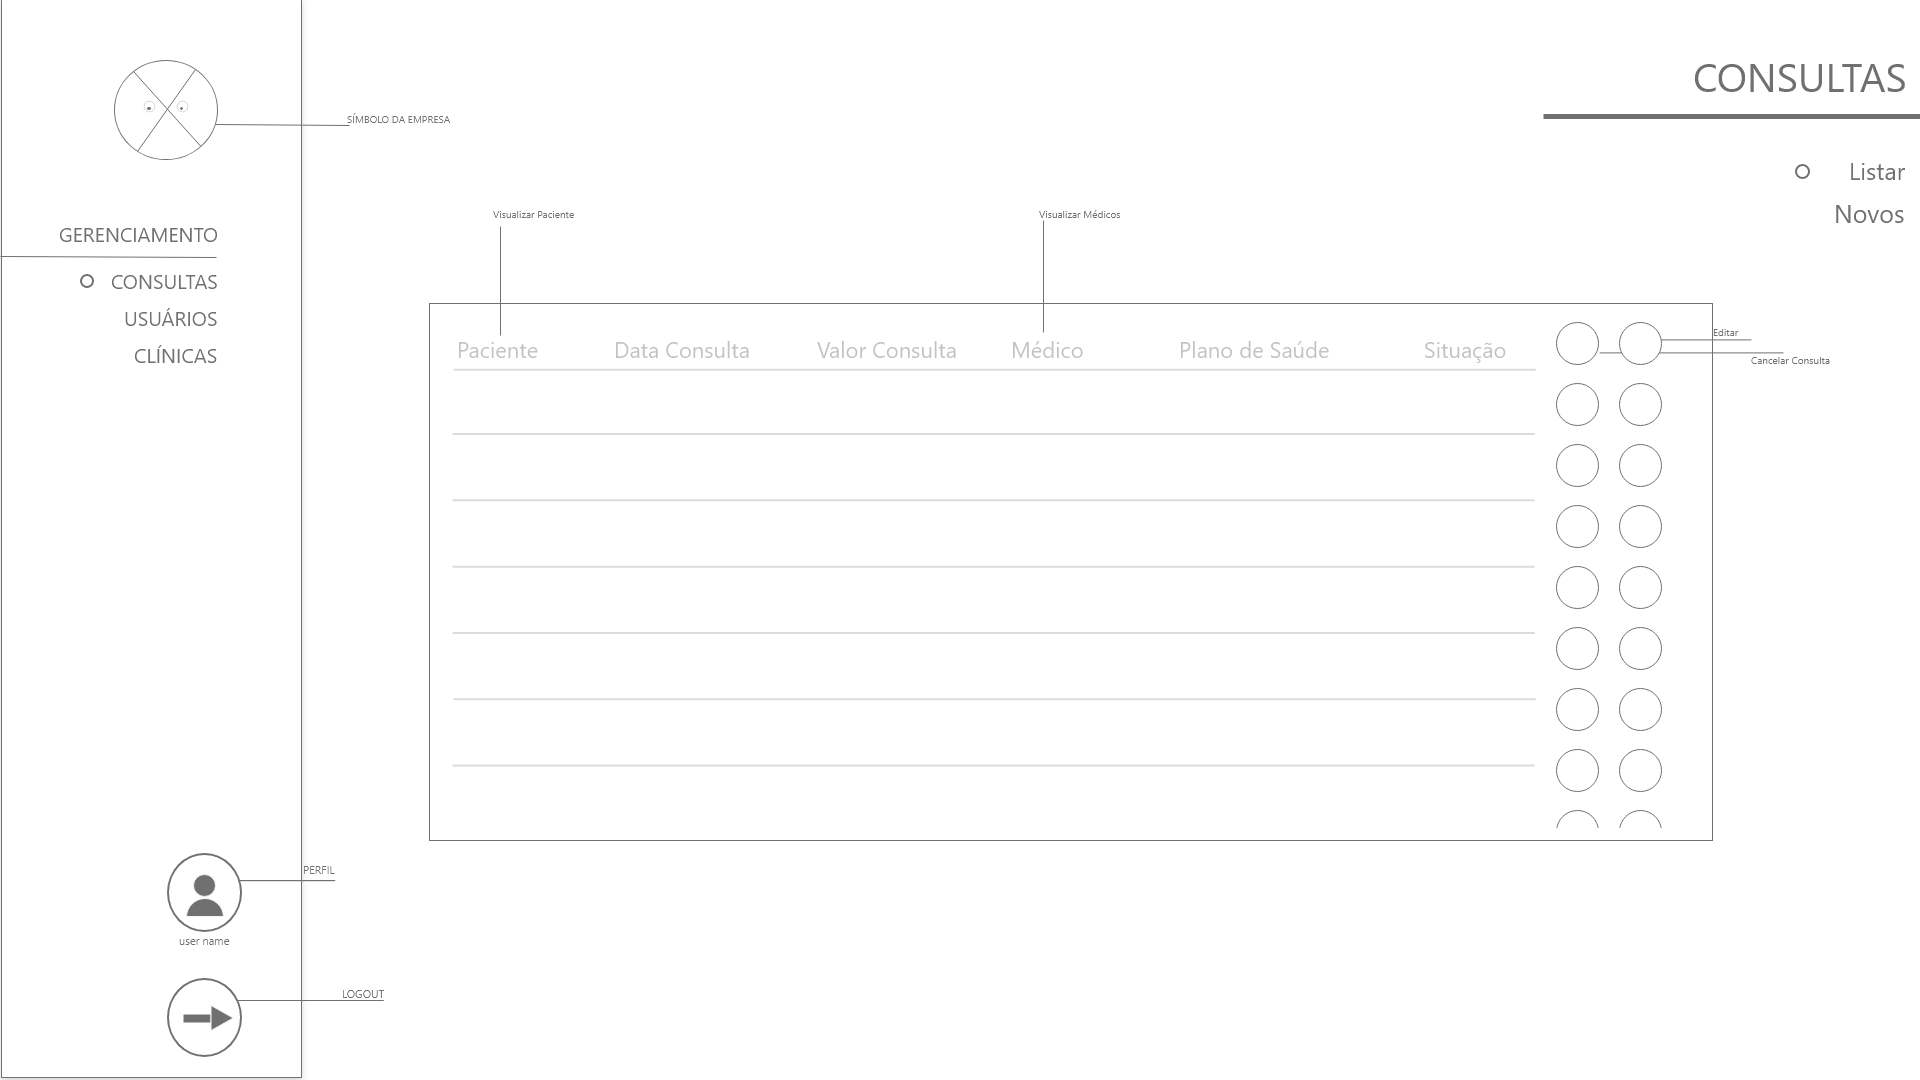 SÍMBOLO DA EMPRESA
GERENCIAMENTO
CONSULTAS
USUÁRIOS
CLÍNICAS
PERFIL
user name
LOGOUT
CONSULTAS
Listar
Novos
Visualizar Paciente
Visualizar Médicos
Paciente Data Consulta Valor Consulta Médico Plano de Saúde Situação
Editar
Cancelar Consulta